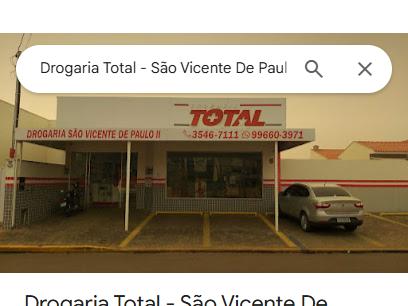 Drogaria Total - São Vicente De Paul
TOTAL
DROGARIA SÃO VICENTE DE PAULO II
3546-7111 99660-3971
Drogaria Total - São Vicente De